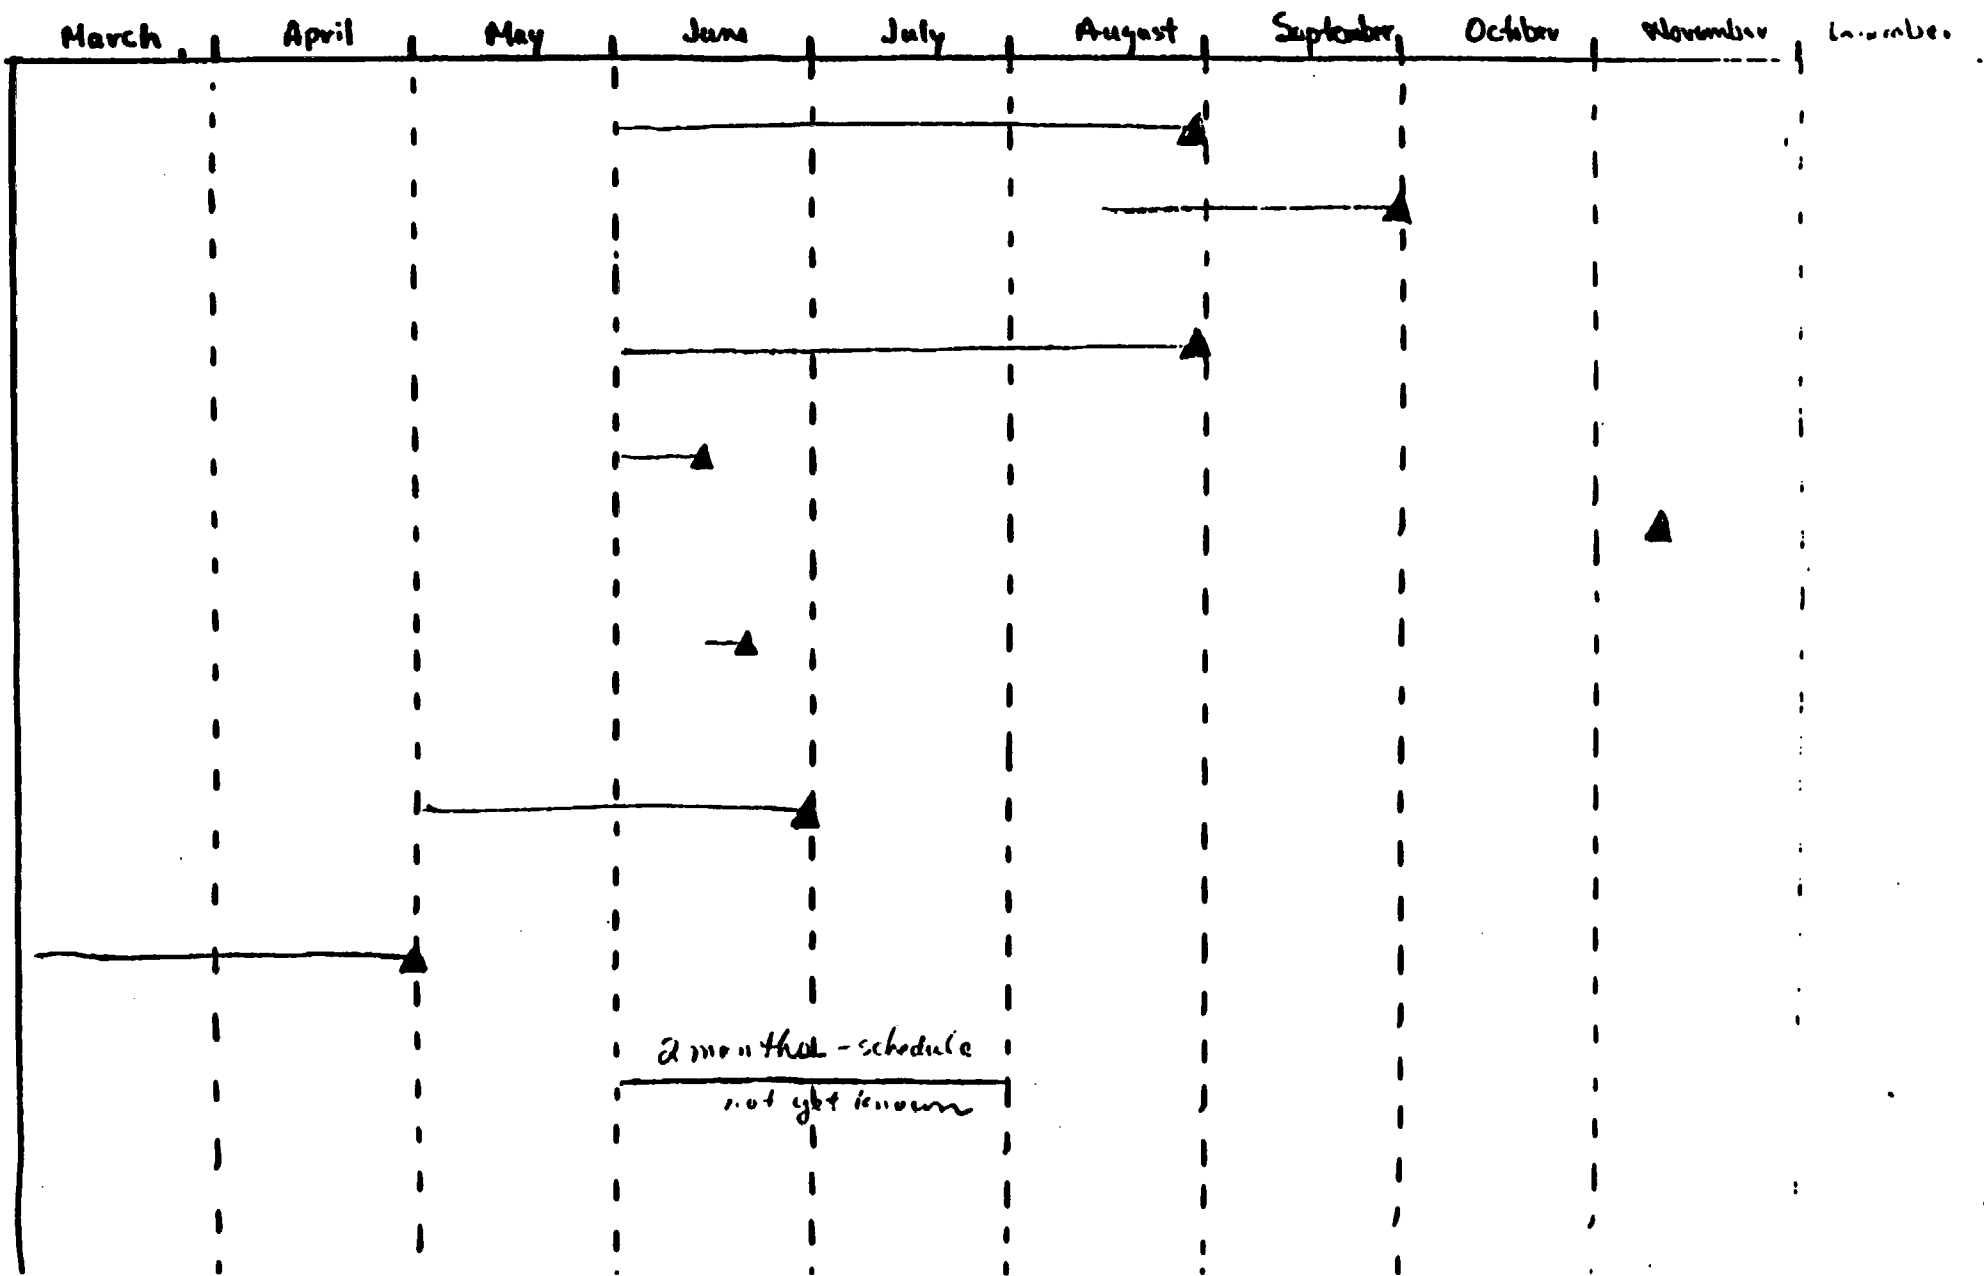 March April May June July August September October November
2 months - schedule
not yet known